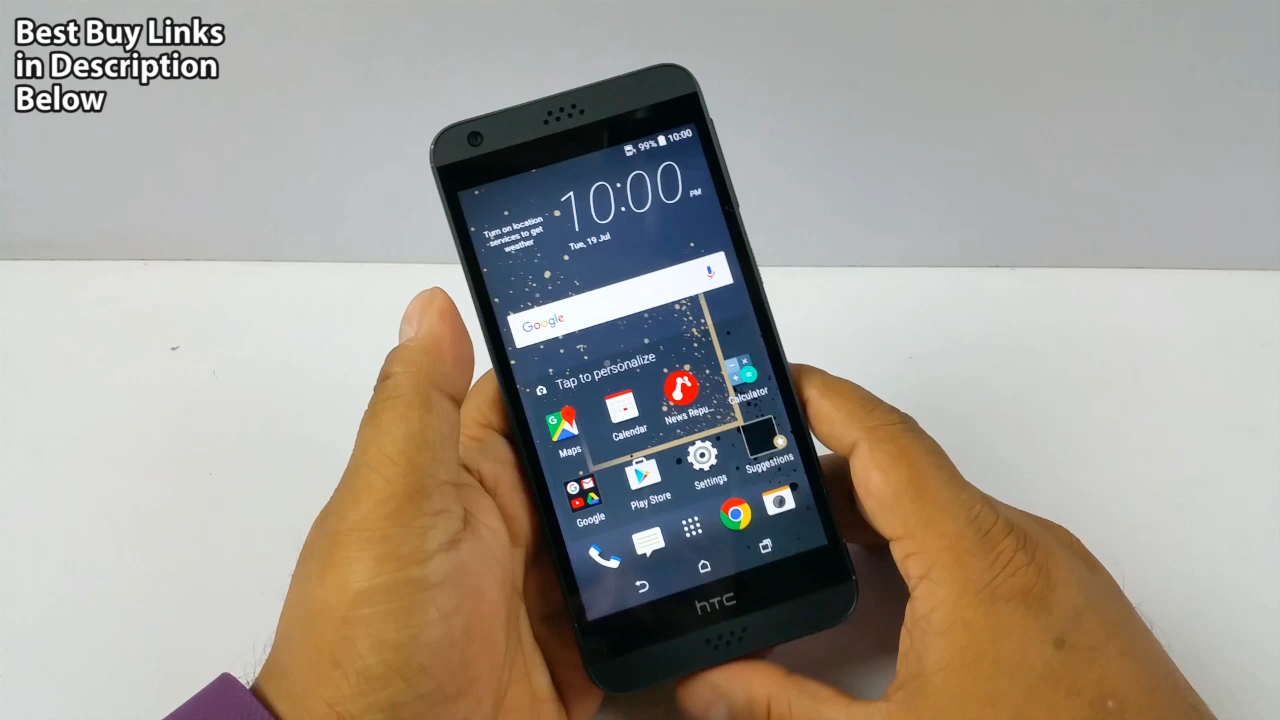 Best Buy Links
in Description
Below
99% 10:00
10:00 PM
Turn on location
services to get
weather
Tue, 19 Jul
Google
Tap to personalize
Maps
Calendar
News Repu...
Calculator
Google
Play Store
Settings
Suggestions
hTC